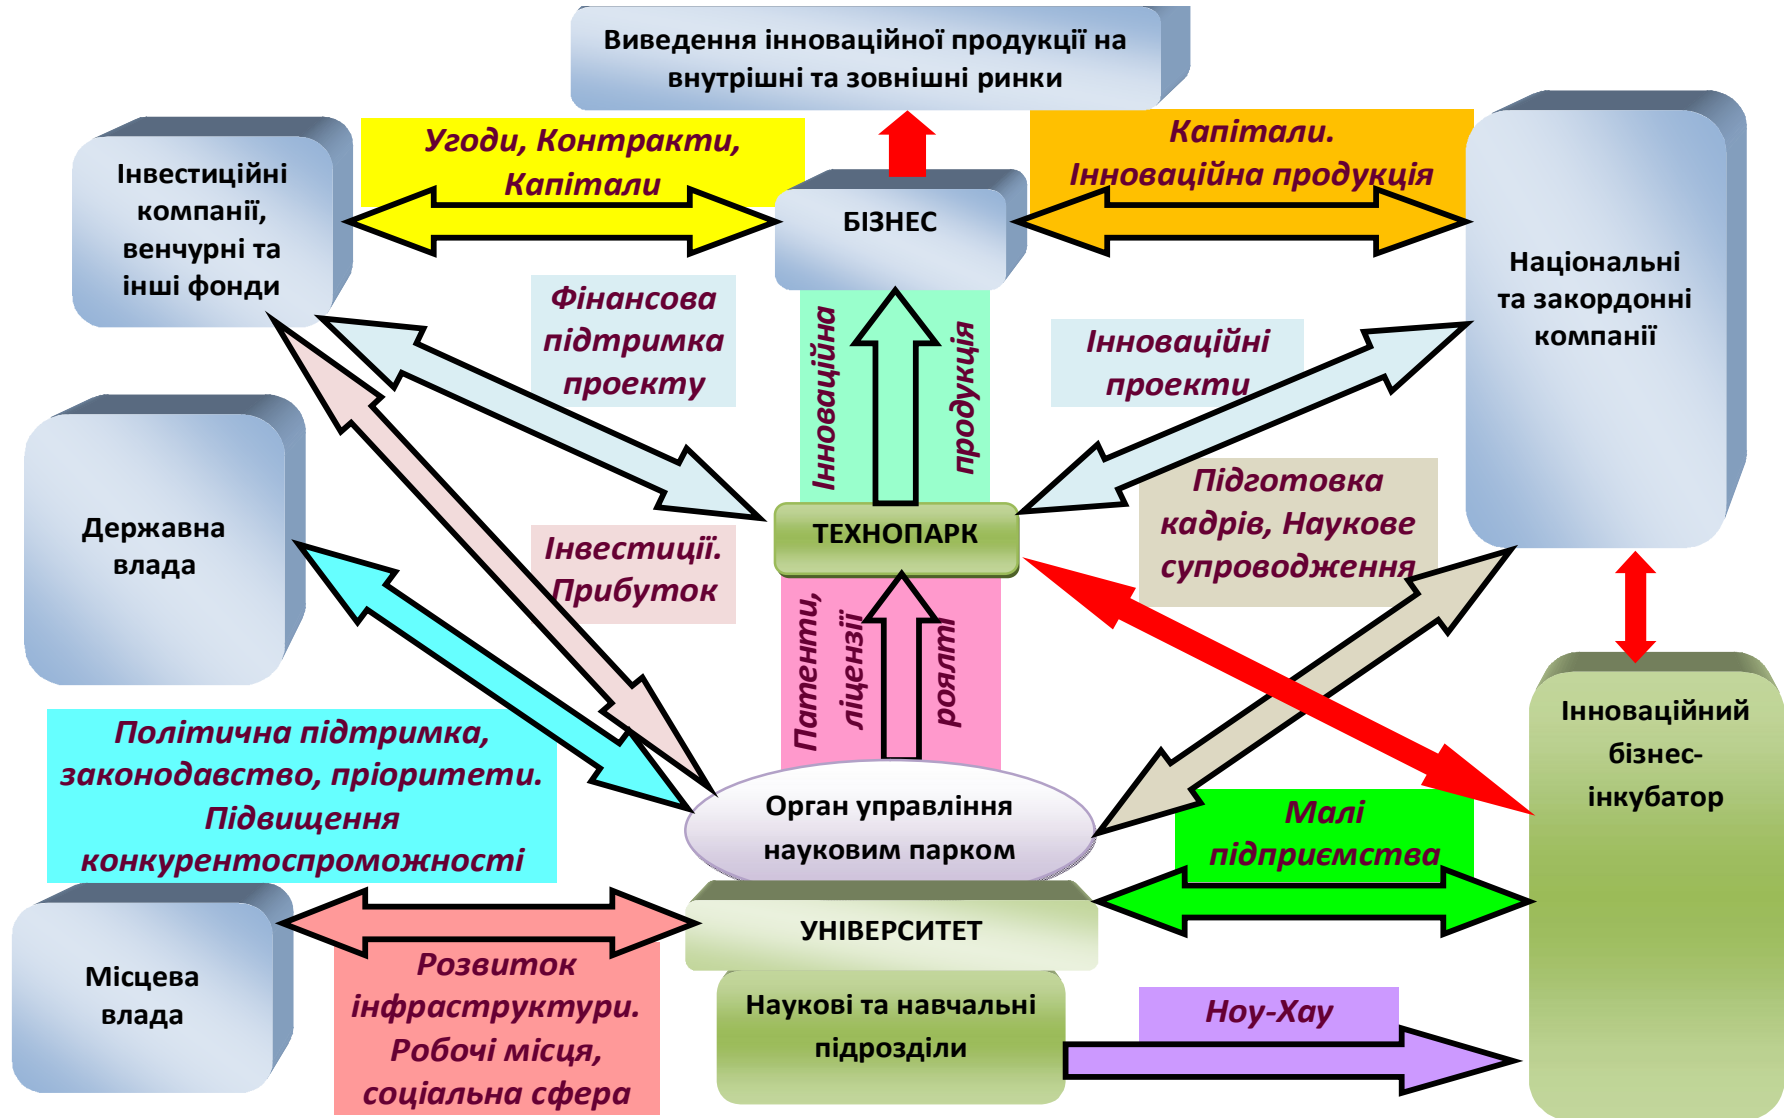 Виведення інноваційної продукції на
внутрішні та зовнішні ринки
Угоди, Контракти,
Капітали
Капітали.
Інноваційна продукція
Інвестиційні
компанії,
венчурні та
інші фонди
БІЗНЕС
Національні
та закордонні
компанії
Фінансова
підтримка
проекту
Інноваційна
продукція
Інноваційні
проекти
Державна
влада
ТЕХНОПАРК
Підготовка
кадрів, Наукове
супроводження
Інвестиції.
Прибуток
Патенти,
ліцензії
роялті
Політична підтримка,
законодавство, пріоритети.
Підвищення
конкурентоспроможності
Орган управління
науковим парком
Малі
підприємства
Інноваційний
бізнес-
інкубатор
УНІВЕРСИТЕТ
Місцева
влада
Розвиток
інфраструктури.
Робочі місця,
соціальна сфера
Наукові та навчальні
підрозділи
Ноу-Хау